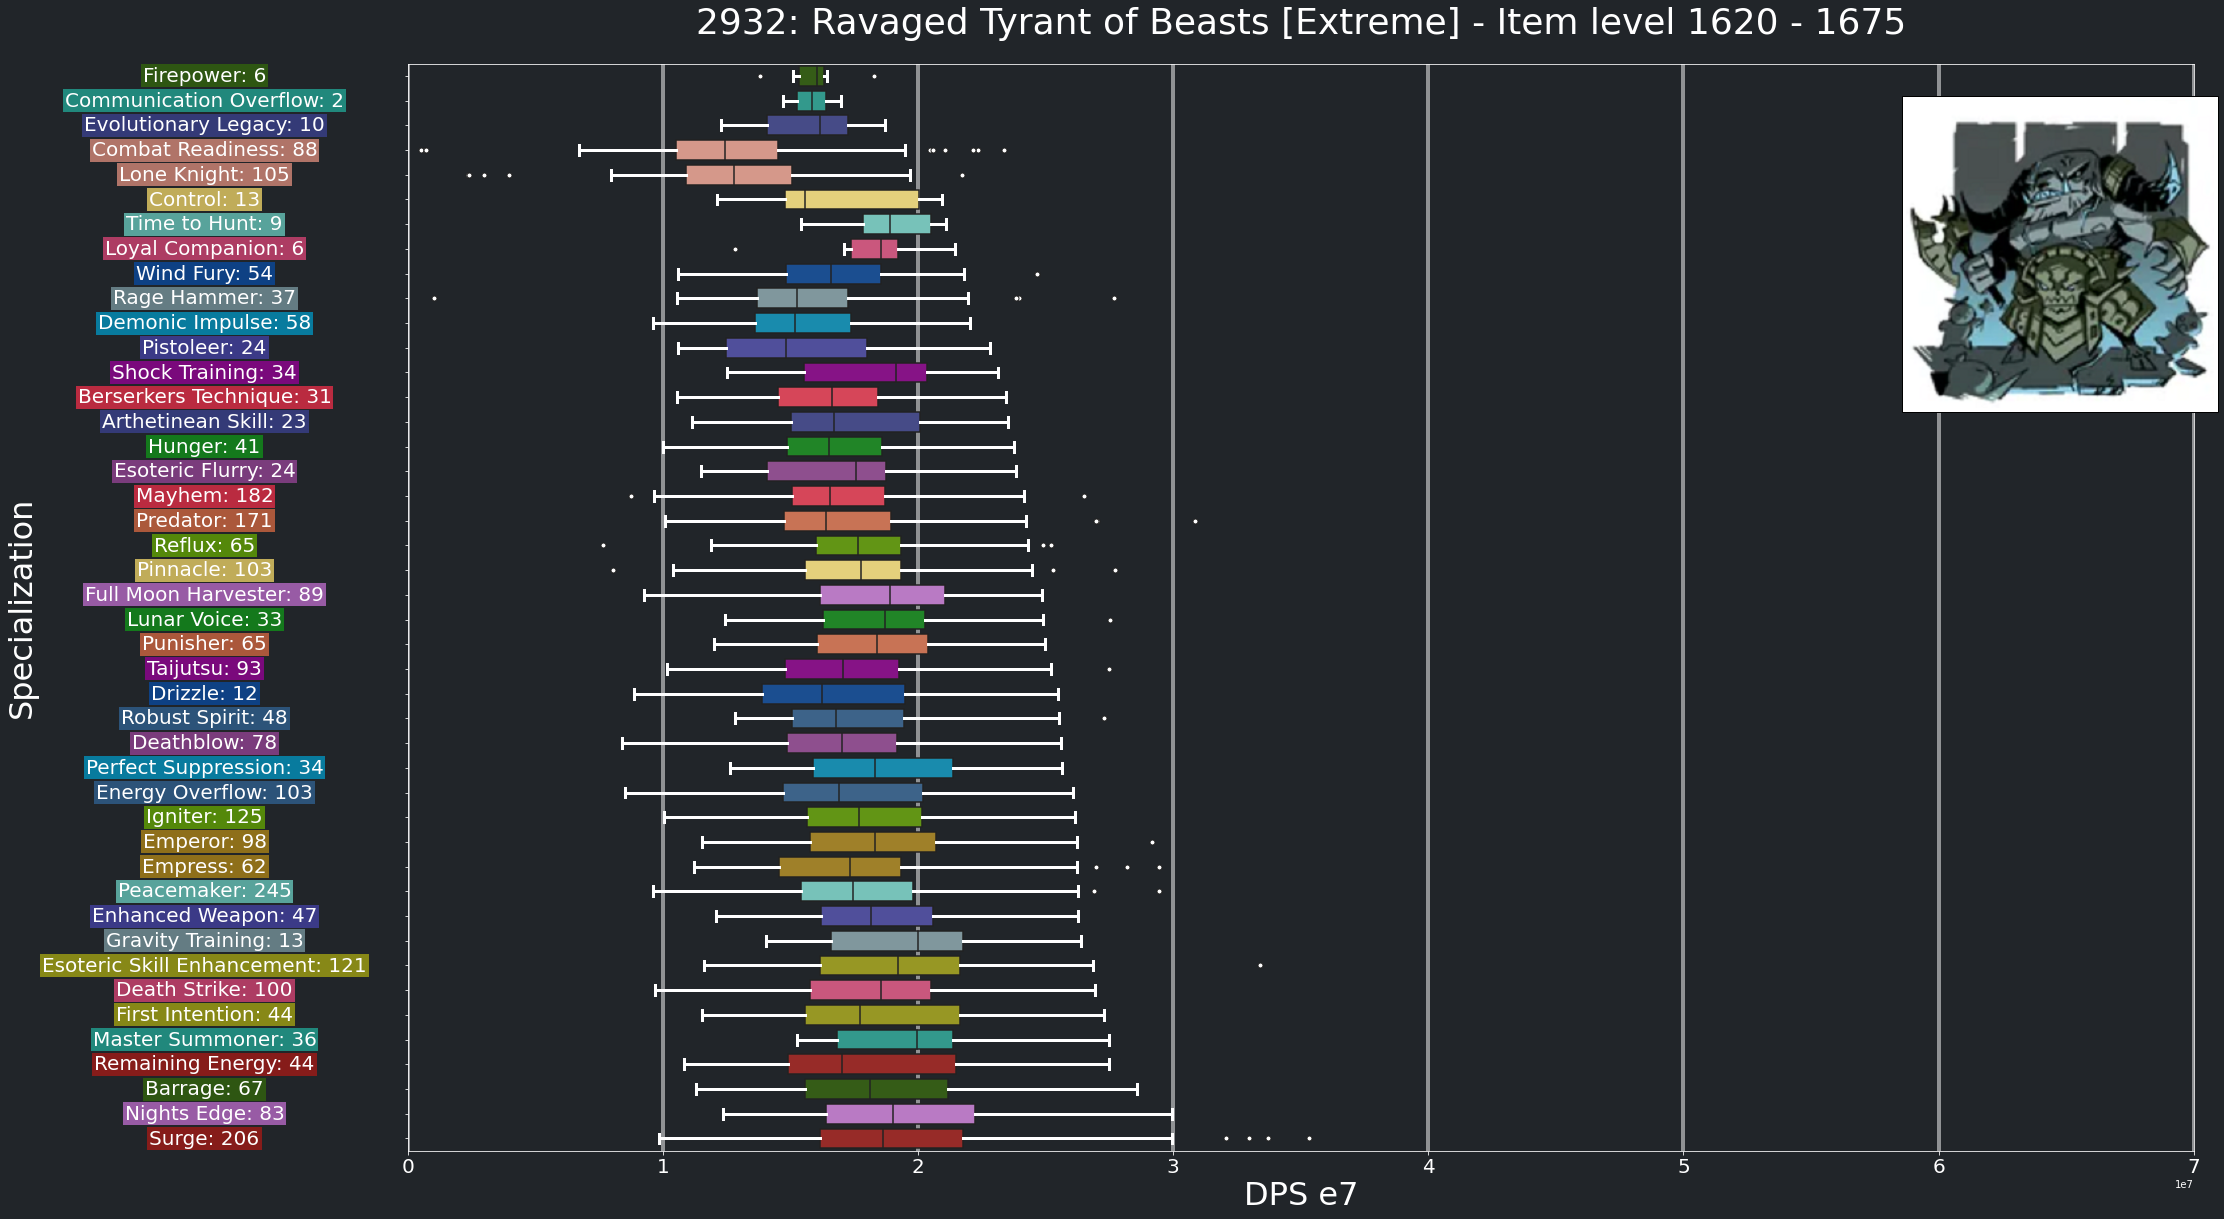 2932: Ravaged Tyrant of Beasts [Extreme] - Item level 1620 - 1675
Specialization
Firepower: 6
Communication Overflow: 2
Evolutionary Legacy: 10
Combat Readiness: 88
Lone Knight: 105
Control: 13
Time to Hunt: 9
Loyal Companion: 6
Wind Fury: 54
Rage Hammer: 37
Demonic Impulse: 58
Pistoleer: 24
Shock Training: 34
Berserkers Technique: 31
Arthetinean Skill: 23
Hunger: 41
Esoteric Flurry: 24
Mayhem: 182
Predator: 171
Reflux: 65
Pinnacle: 103
Full Moon Harvester: 89
Lunar Voice: 33
Punisher: 65
Taijutsu: 93
Drizzle: 12
Robust Spirit: 48
Deathblow: 78
Perfect Suppression: 34
Energy Overflow: 103
Igniter: 125
Emperor: 98
Empress: 62
Peacemaker: 245
Enhanced Weapon: 47
Gravity Training: 13
Esoteric Skill Enhancement: 121
Death Strike: 100
First Intention: 44
Master Summoner: 36
Remaining Energy: 44
Barrage: 67
Nights Edge: 83
Surge: 206
0 1 2 3 4 5 6 7
1e7
DPS e7